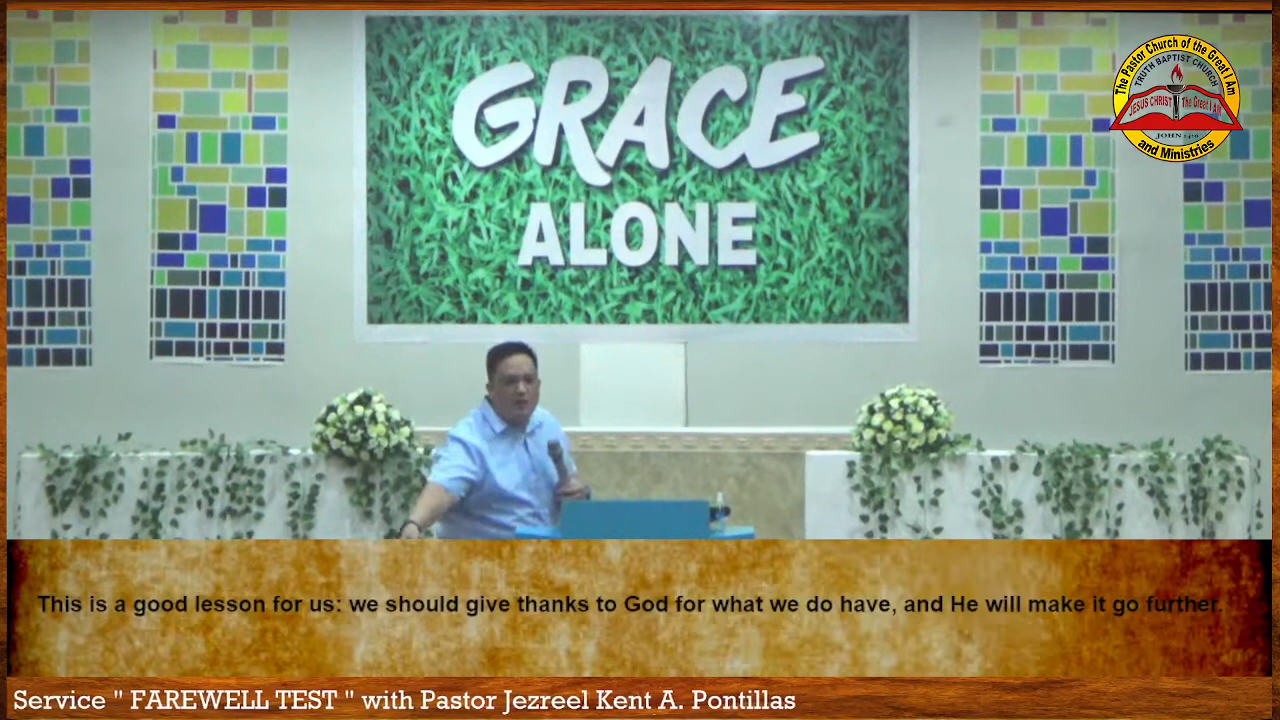 GRACE
ALONE
The Pastor Church of the Great I Am
TRUTH BAPTIST CHURCH
JESUS CHRIST The Great I AM
and Ministries
This is a good lesson for us: we should give thanks to God for what we do have, and He will make it go further.
Service " FAREWELL TEST " with Pastor Jezreel Kent A. Pontillas